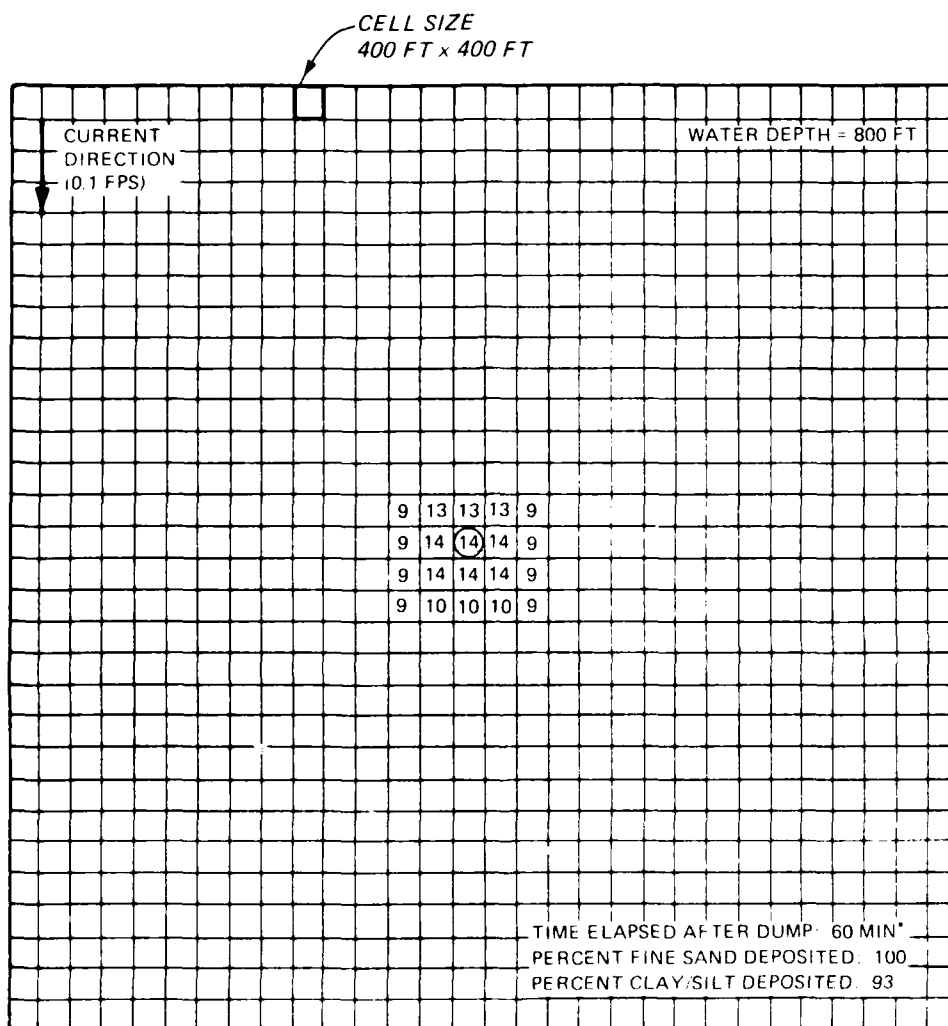 CELL SIZE
400 FT x 400 FT
CURRENT
DIRECTION
(0.1 FPS)
WATER DEPTH = 800 FT
9 13 13 13 9
9 14 14 14 9
9 14 14 14 9
9 10 10 10 9
TIME ELAPSED AFTER DUMP: 60 MIN*
PERCENT FINE SAND DEPOSITED: 100
PERCENT CLAY/SILT DEPOSITED: 93